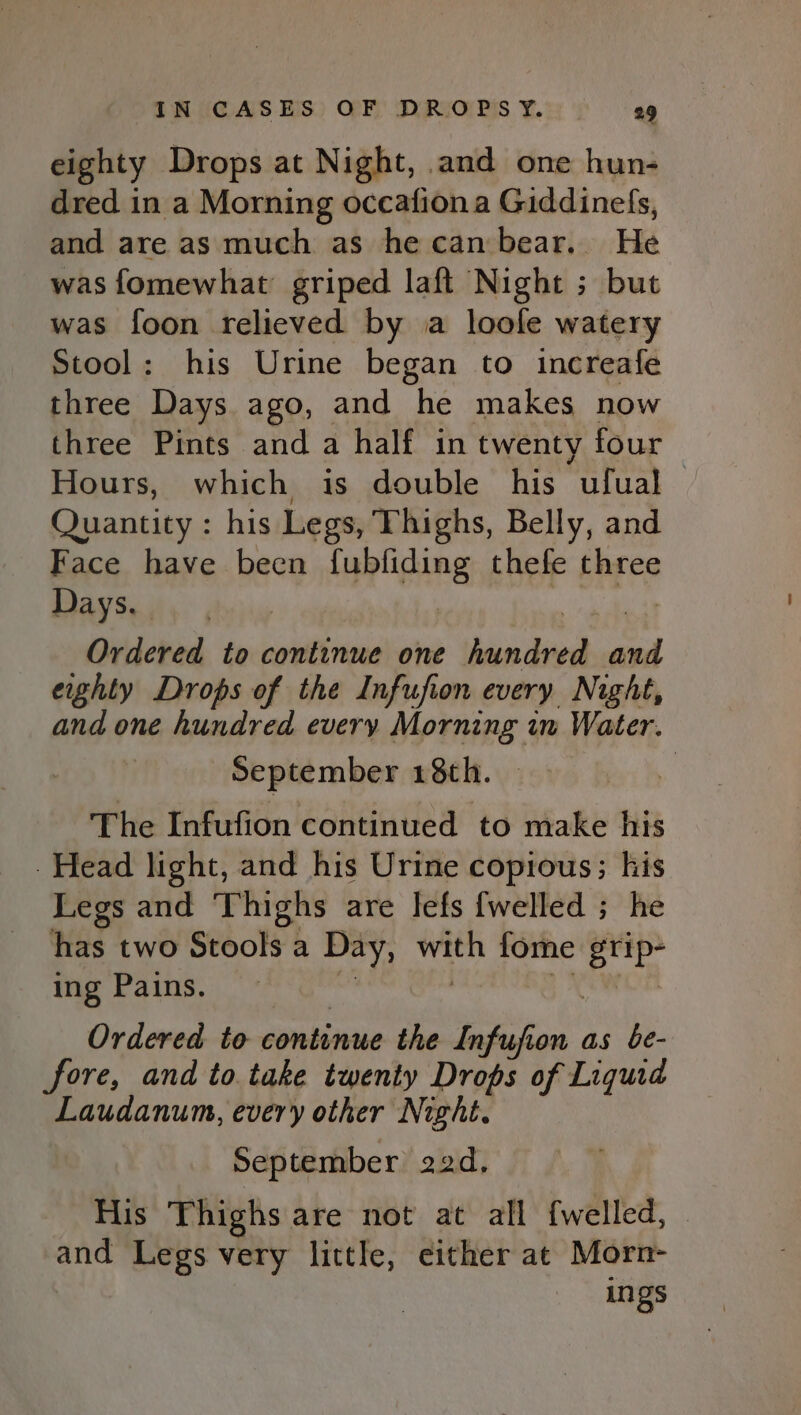 IN CASES OF DROPSY. 29
eighty Drops at Night, and one hun-
dred in a Morning occaſion a Giddineſs,
and are as much as he can bear. He
was ſomewhat griped laſt Night ; but
was ſoon relieved by a looſe watery
Stool : his Urine began to increaſe
three Days ago, and he makes now
three Pints and a half in twenty four
Hours, which is double his uſual
Quantity : his Legs, Thighs, Belly, and
Face have been ſubſiding theſe three
Days.
Ordered to continue one hundred and
eighty Drops of the Infuſion every Night,
and one hundred every Morning in Water.
September 18th.
The Infuſion continued to make his
Head light, and his Urine copious; his
Legs and Thighs are leſs ſwelled ; he
has two Stools a Day, with ſome grip-
ing Pains.
Ordered to continue the Infuſion as be-
fore, and to take twenty Drops of Liquid
Laudanum, every other Night.
September 22d.
His Thighs are not at all ſwelled,
and Legs very little, either at Morn-
ings